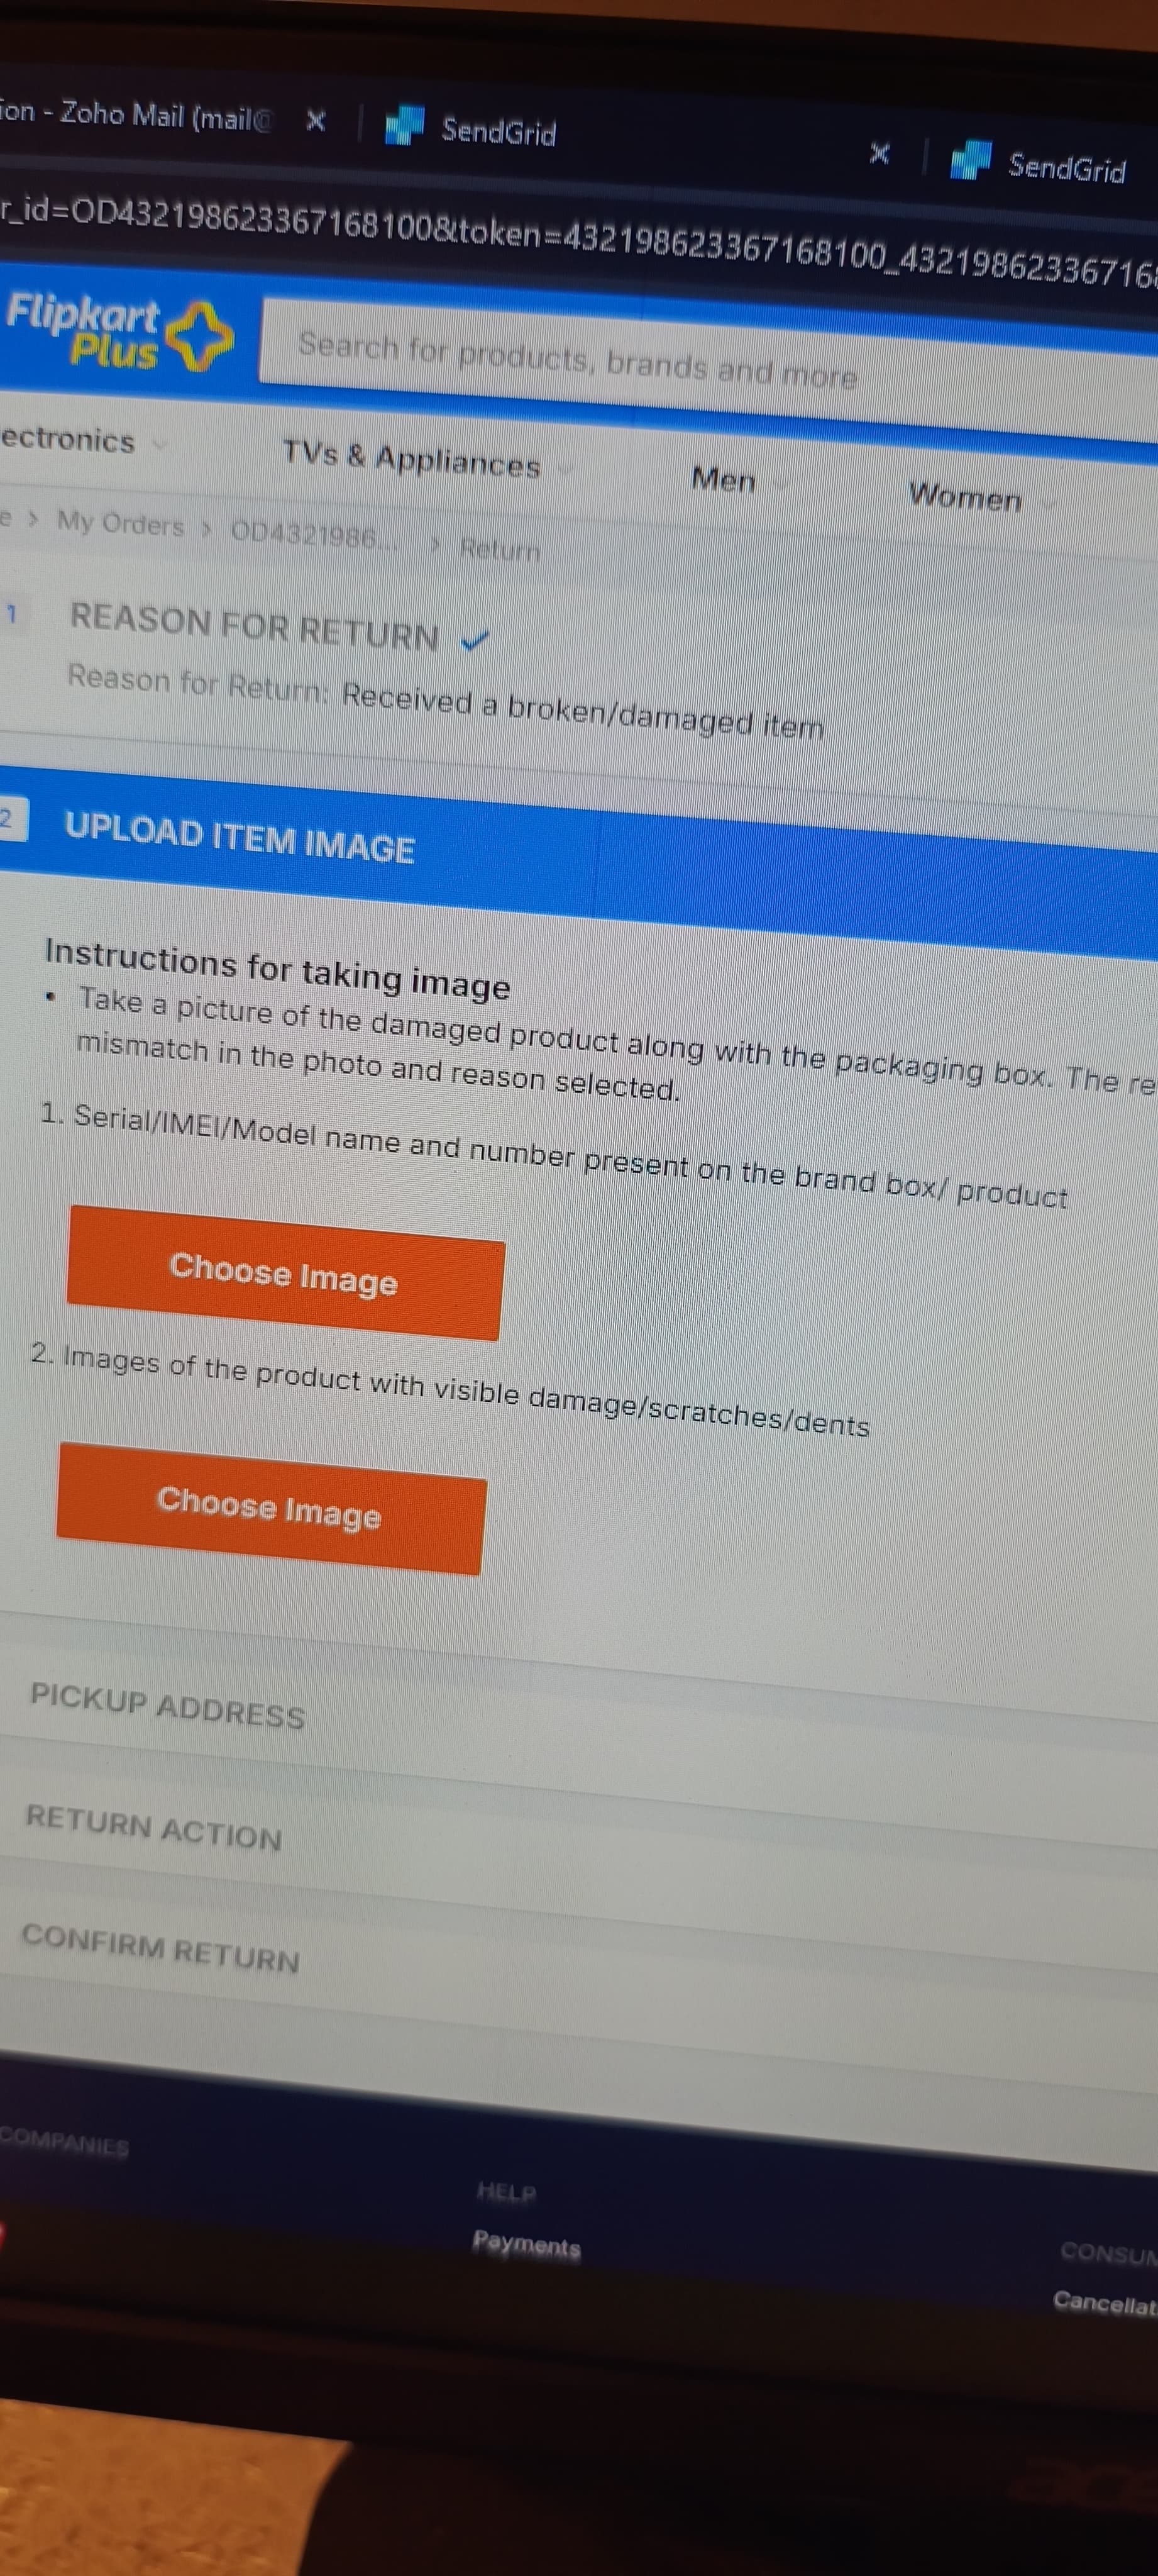 ion - Zoho Mail (mail@
SendGrid
SendGrid
r_id=OD432198623367168100&token=432198623367168100_43219862336716
Flipkart
Plus
Search for products, brands and more
ectronics
TVs & Appliances
Men
Women
e > My Orders > OD4321986... > Return
1 REASON FOR RETURN ✓
Reason for Return: Received a broken/damaged item
2 UPLOAD ITEM IMAGE
Instructions for taking image
• Take a picture of the damaged product along with the packaging box. The re
mismatch in the photo and reason selected.
1. Serial/IMEI/Model name and number present on the brand box/ product
Choose Image
2. Images of the product with visible damage/scratches/dents
Choose Image
PICKUP ADDRESS
RETURN ACTION
CONFIRM RETURN
COMPANIES
HELP
Payments
CONSUM
Cancellat
acer